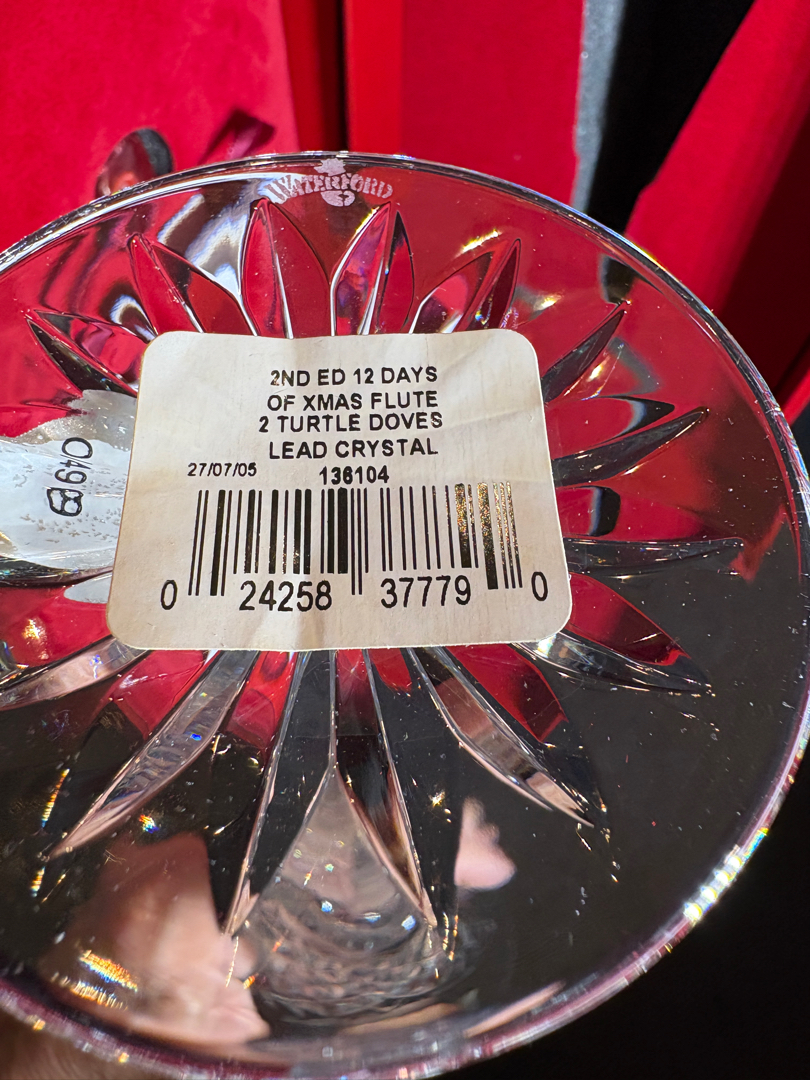 WATERFORD
2ND ED 12 DAYS
OF XMAS FLUTE
2 TURTLE DOVES
LEAD CRYSTAL
27/07/05 136104
0 24258 37779 0